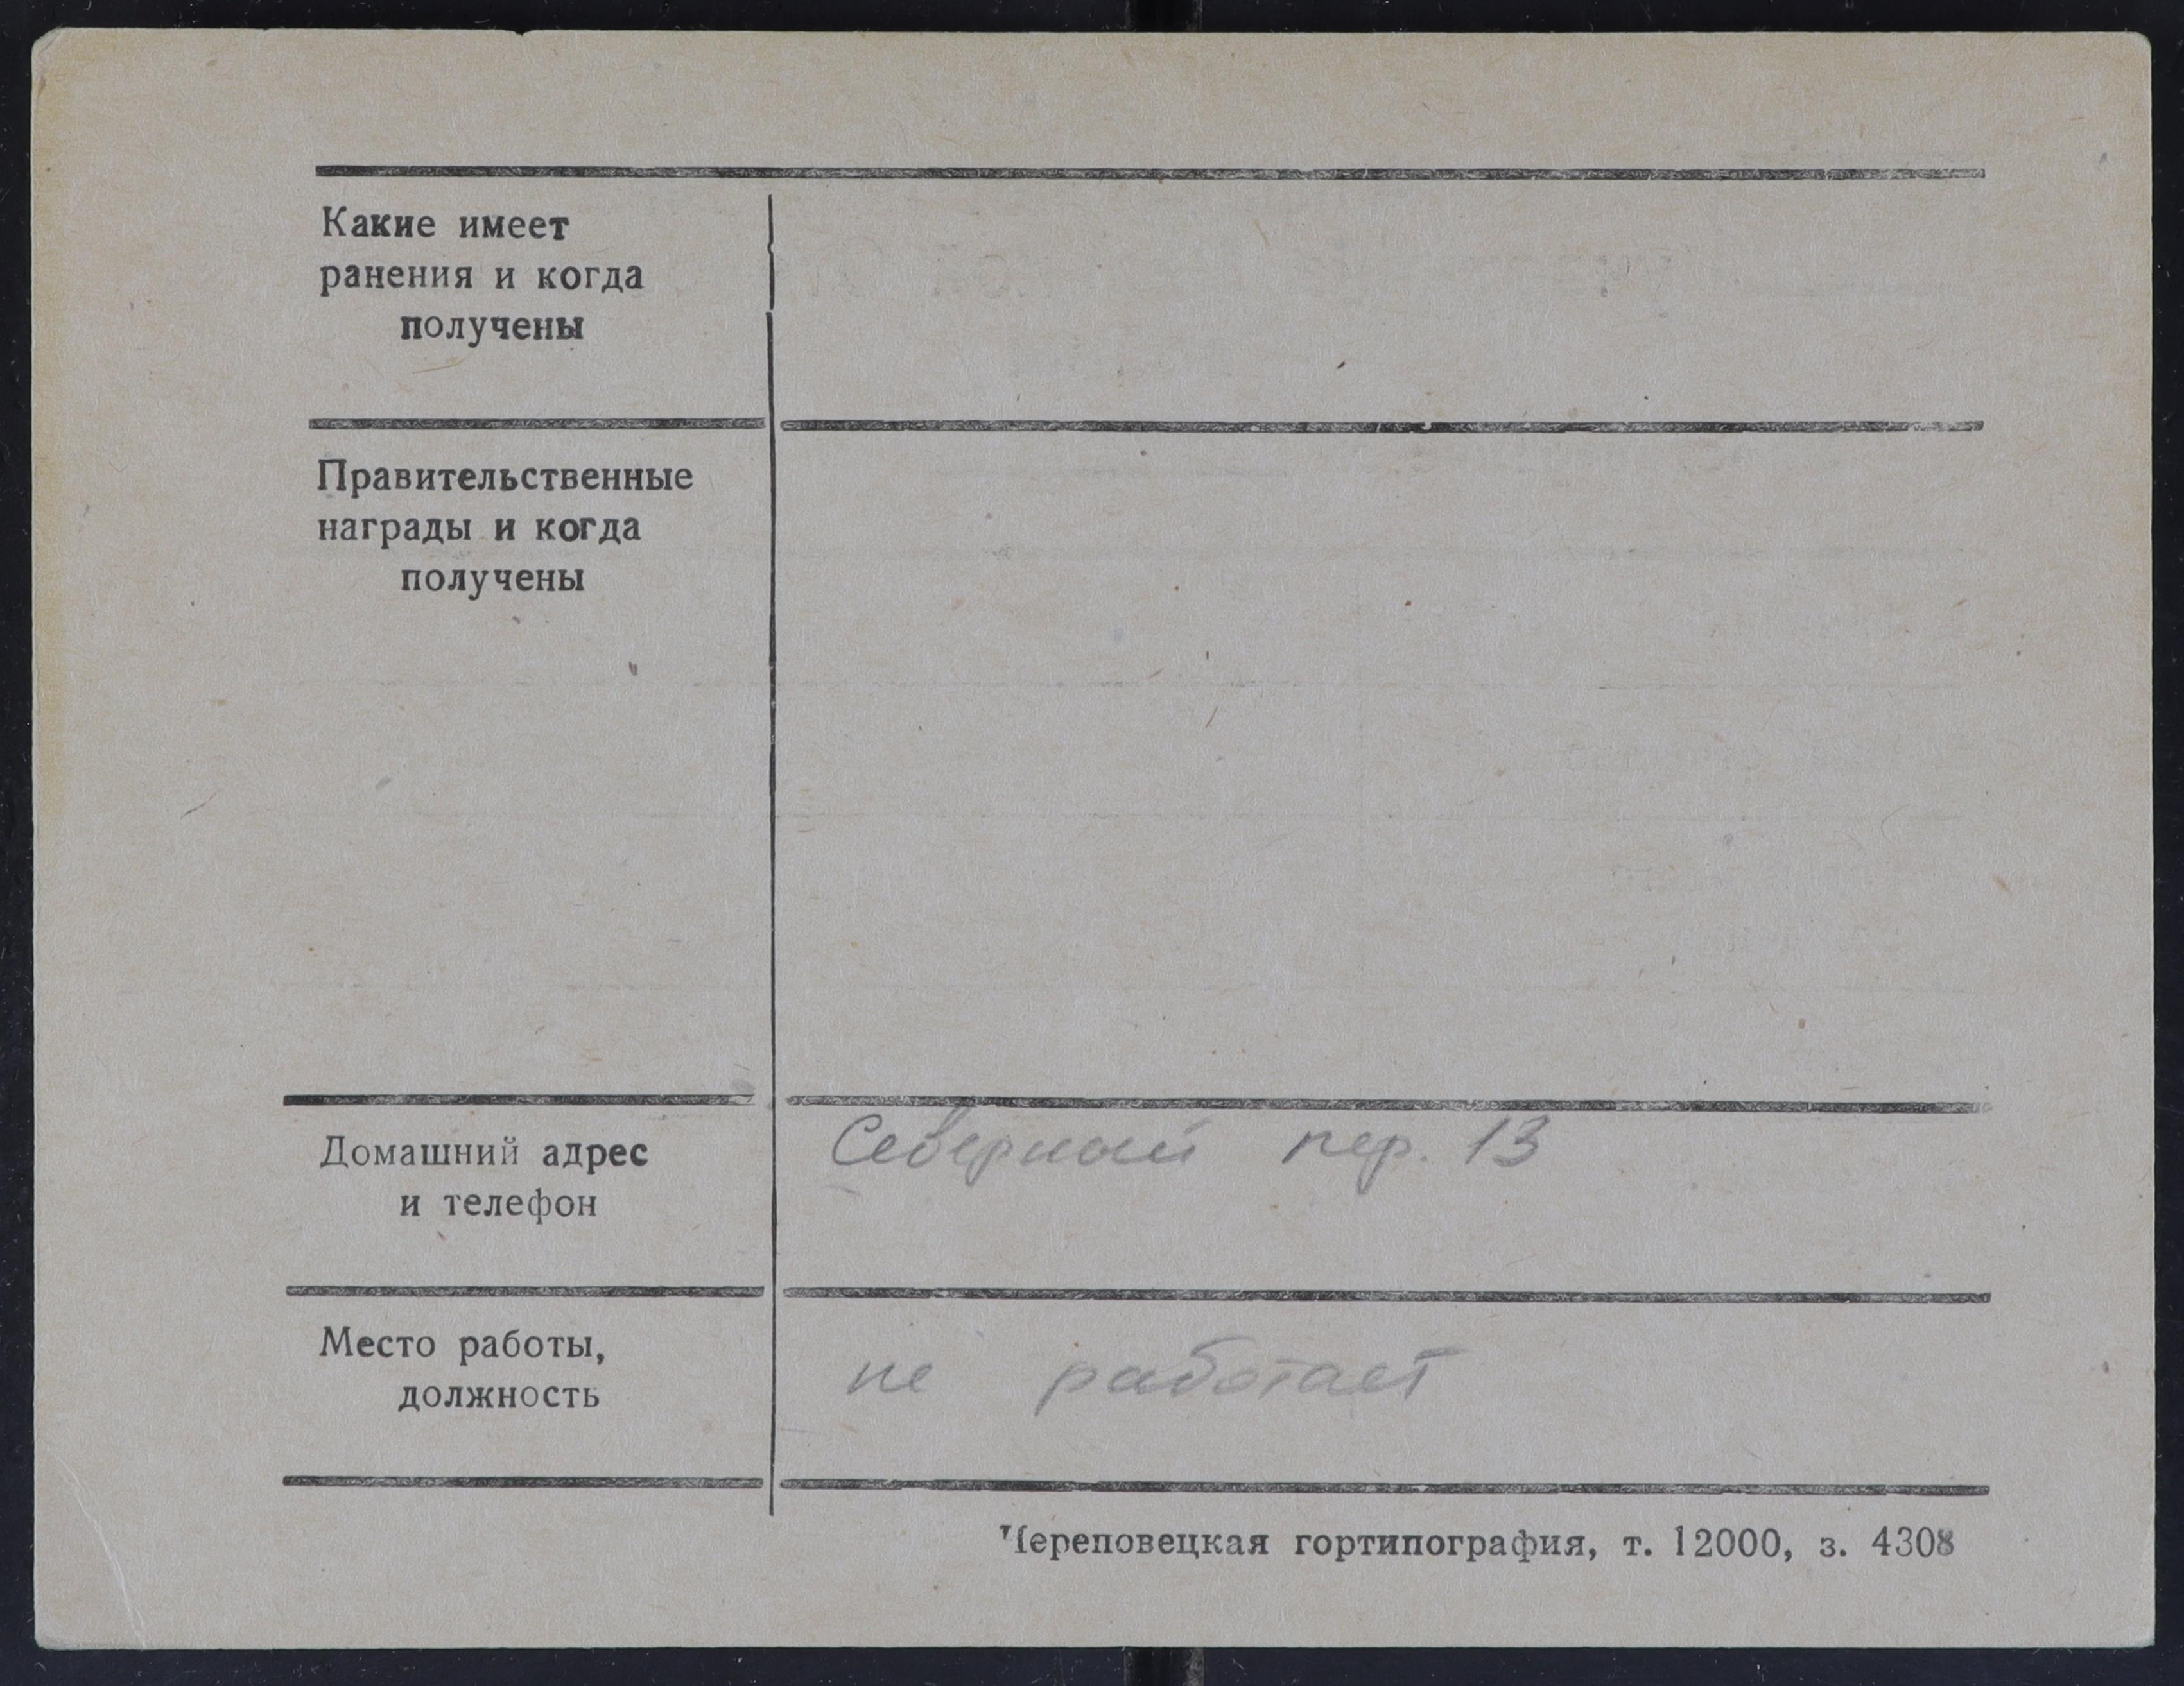 Какие имеет
ранения и когда
получены
Правительственные
награды и когда
получены
Домашний адрес
и телефон
Северный пер. 13
Место работы,
должность
не работает
Череповецкая гортипография, т. 12000, з. 4308